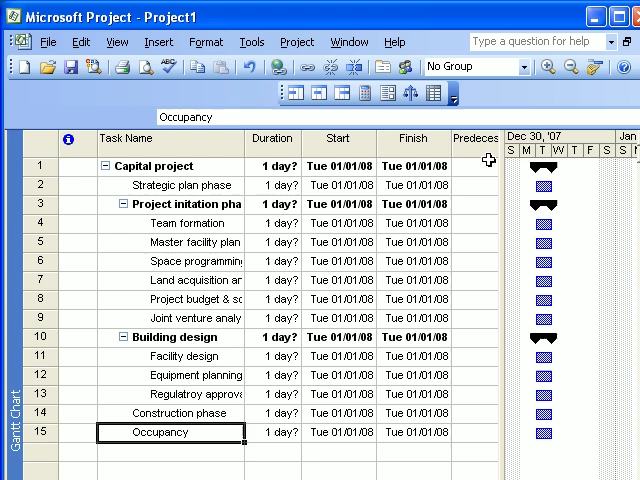 Microsoft Project - Project1
File Edit View Insert Format Tools Project Window Help Type a question for help
No Group
Occupancy
Task Name Duration Start Finish Predeces Dec 30, '07 Jan
S M T W T F S S
1 Capital project 1 day? Tue 01/01/08 Tue 01/01/08
2 Strategic plan phase 1 day? Tue 01/01/08 Tue 01/01/08
3 Project initation pha 1 day? Tue 01/01/08 Tue 01/01/08
4 Team formation 1 day? Tue 01/01/08 Tue 01/01/08
5 Master facility plan 1 day? Tue 01/01/08 Tue 01/01/08
6 Space programming 1 day? Tue 01/01/08 Tue 01/01/08
7 Land acquisition an 1 day? Tue 01/01/08 Tue 01/01/08
8 Project budget & sc 1 day? Tue 01/01/08 Tue 01/01/08
9 Joint venture analy 1 day? Tue 01/01/08 Tue 01/01/08
10 Building design 1 day? Tue 01/01/08 Tue 01/01/08
11 Facility design 1 day? Tue 01/01/08 Tue 01/01/08
12 Equipment planning 1 day? Tue 01/01/08 Tue 01/01/08
13 Regulatroy approva 1 day? Tue 01/01/08 Tue 01/01/08
14 Construction phase 1 day? Tue 01/01/08 Tue 01/01/08
15 Occupancy 1 day? Tue 01/01/08 Tue 01/01/08
Gantt Chart